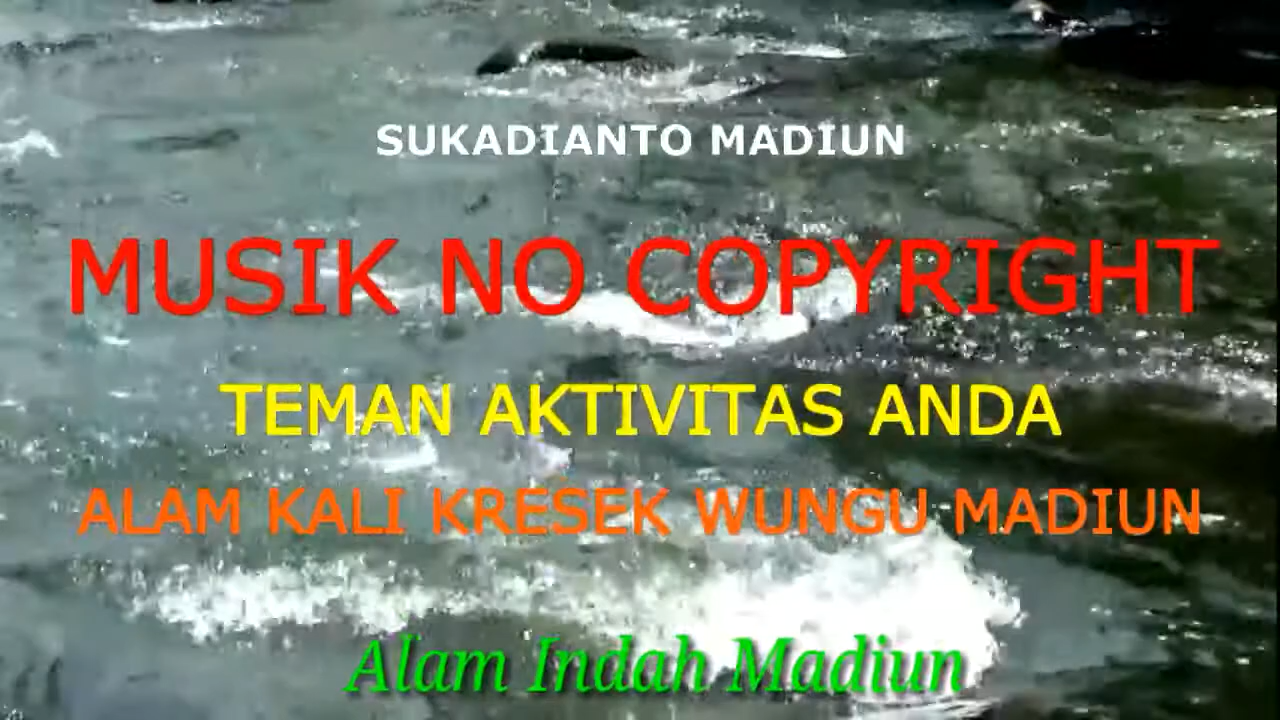 SUKADIANTO MADIUN
MUSIK NO COPYRIGHT
TEMAN AKTIVITAS ANDA
ALAM KALI KRESEK WUNGU MADIUN
Alam Indah Madiun